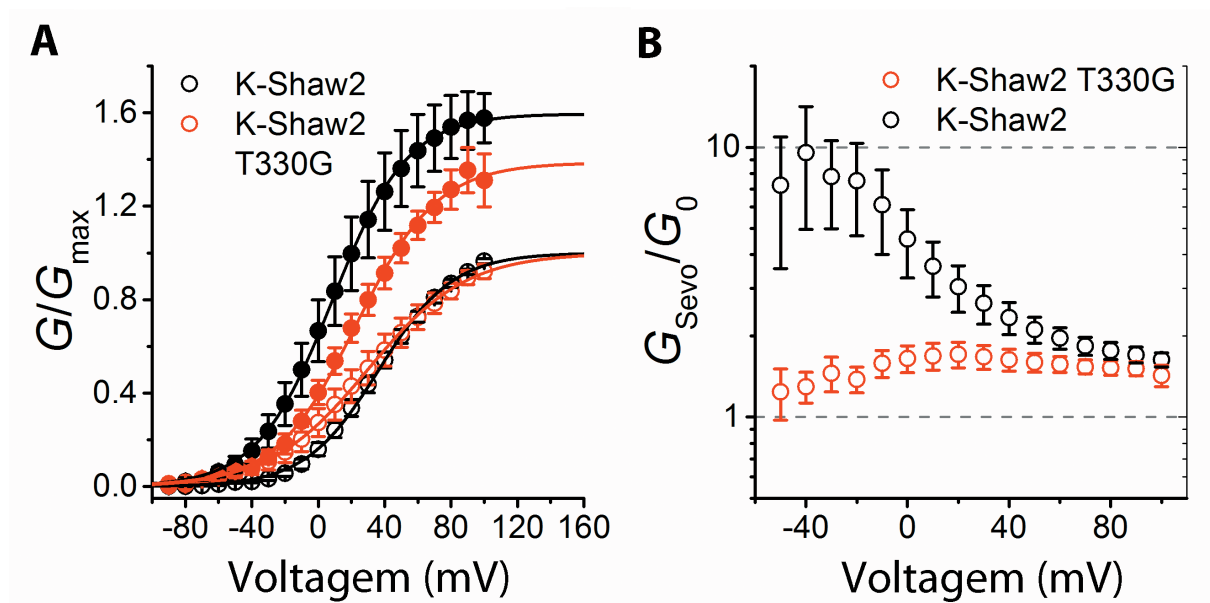 A
K-Shaw2
K-Shaw2
T330G
1.6
1.2
0.8
0.4
0.0
G/Gmax
-80 -40 0 40 80 120 160
Voltagem (mV)
B
K-Shaw2 T330G
K-Shaw2
10
1
GSevo/G0
-40 0 40 80
Voltagem (mV)